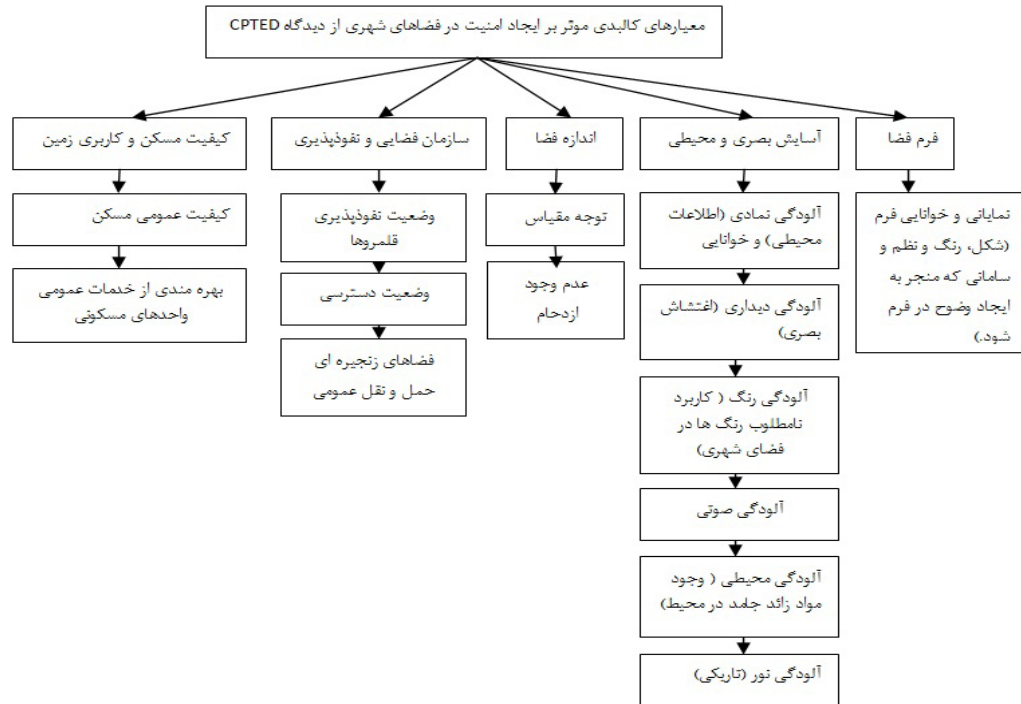 معیارهای کالبدی موثر بر ایجاد امنیت در فضاهای شهری از دیدگاه CPTED
فرم فضا
نمایانی و خوانایی فرم
(شکل، رنگ و نظم و
سامانی که منجر به
ایجاد وضوح در فرم
شود.)
آسایش بصری و محیطی
آلودگی نمادی (اطلاعات
محیطی) و خوانایی
آلودگی دیداری (اغتشاش
بصری)
آلودگی رنگ ( کاربرد
نامطلوب رنگ ها در
فضای شهری)
آلودگی صوتی
آلودگی محیطی ( وجود
مواد زائد جامد در محیط)
آلودگی نور (تاریکی)
اندازه فضا
توجه مقیاس
عدم وجود
ازدحام
سازمان فضایی و نفوذپذیری
وضعیت نفوذپذیری
قلمروها
وضعیت دسترسی
فضاهای زنجیره ای
حمل و نقل عمومی
کیفیت مسکن و کاربری زمین
کیفیت عمومی مسکن
بهره مندی از خدمات عمومی
واحدهای مسکونی